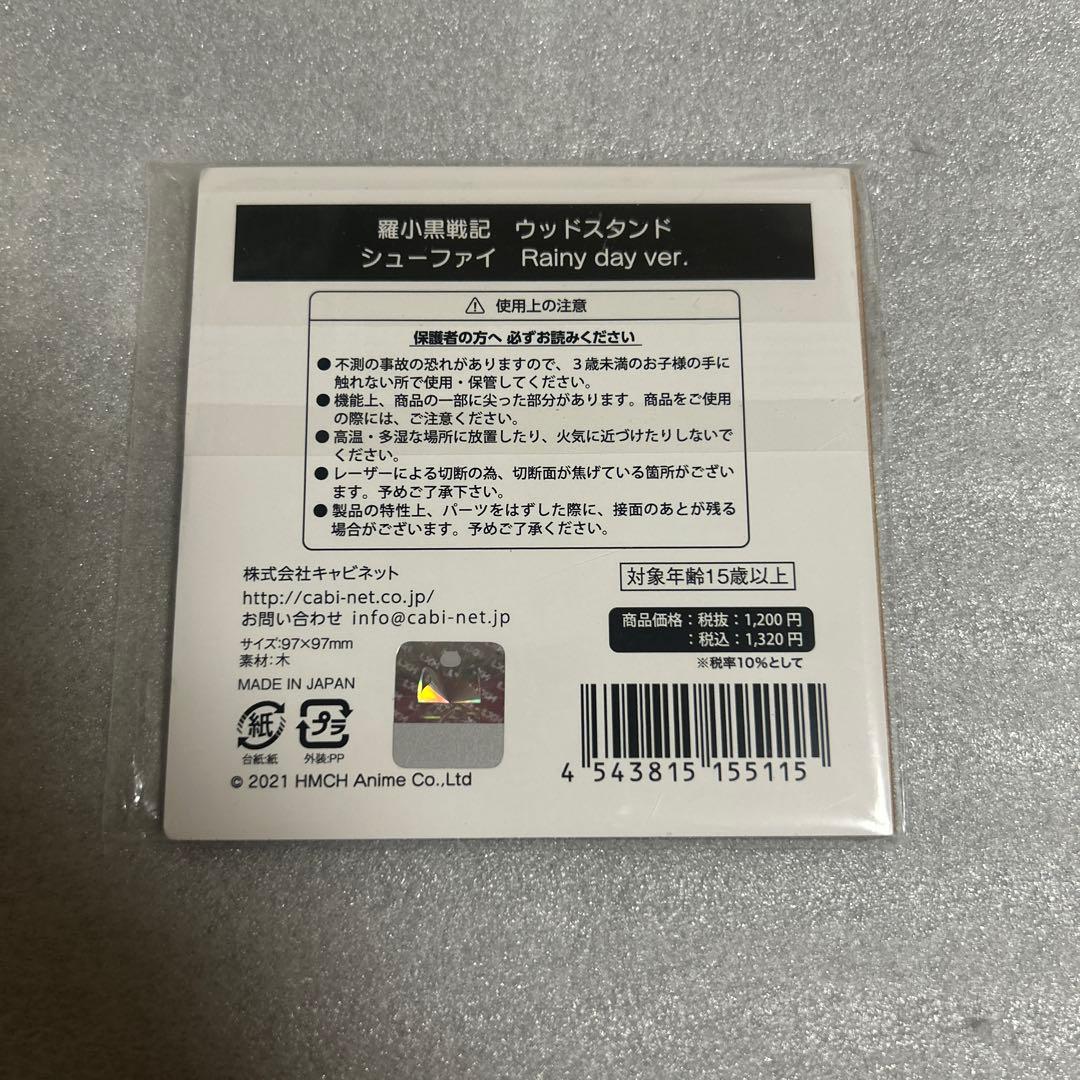 羅小黒戦記　ウッドスタンド
シューファイ　Rainy day ver.
⚠ 使用上の注意
保護者の方へ 必ずお読みください
●不測の事故の恐れがありますので、３歳未満のお子様の手に
触れない所で使用・保管してください。
●機能上、商品の一部に尖った部分があります。商品をご使用
の際には、ご注意ください。
●高温・多湿な場所に放置したり、火気に近づけたりしないで
ください。
●レーザーによる切断の為、切断面が焦げている箇所がござい
ます。予めご了承下さい。
●製品の特性上、パーツをはずした際に、接面のあとが残る
場合がございます。予めご了承ください。
株式会社キャビネット
http://cabi-net.co.jp/
お問い合わせ info@cabi-net.jp
サイズ:97×97mm
素材:木
MADE IN JAPAN
紙
台紙:紙
プラ
外装:PP
© 2021 HMCH Anime Co.,Ltd
対象年齢15歳以上
商品価格：税抜：1,200円
：税込：1,320円
※税率10%として
4 543815 155115